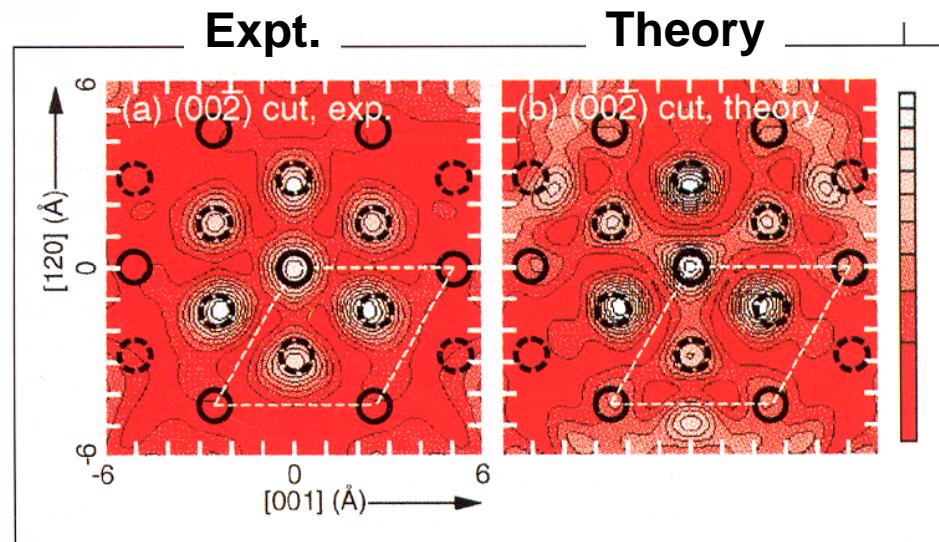 Expt. Theory
6
(a) (002̅) cut, exp. (b) (002̅) cut, theory
[120] (Å)
0
-6
-6 0 6
[001] (Å)